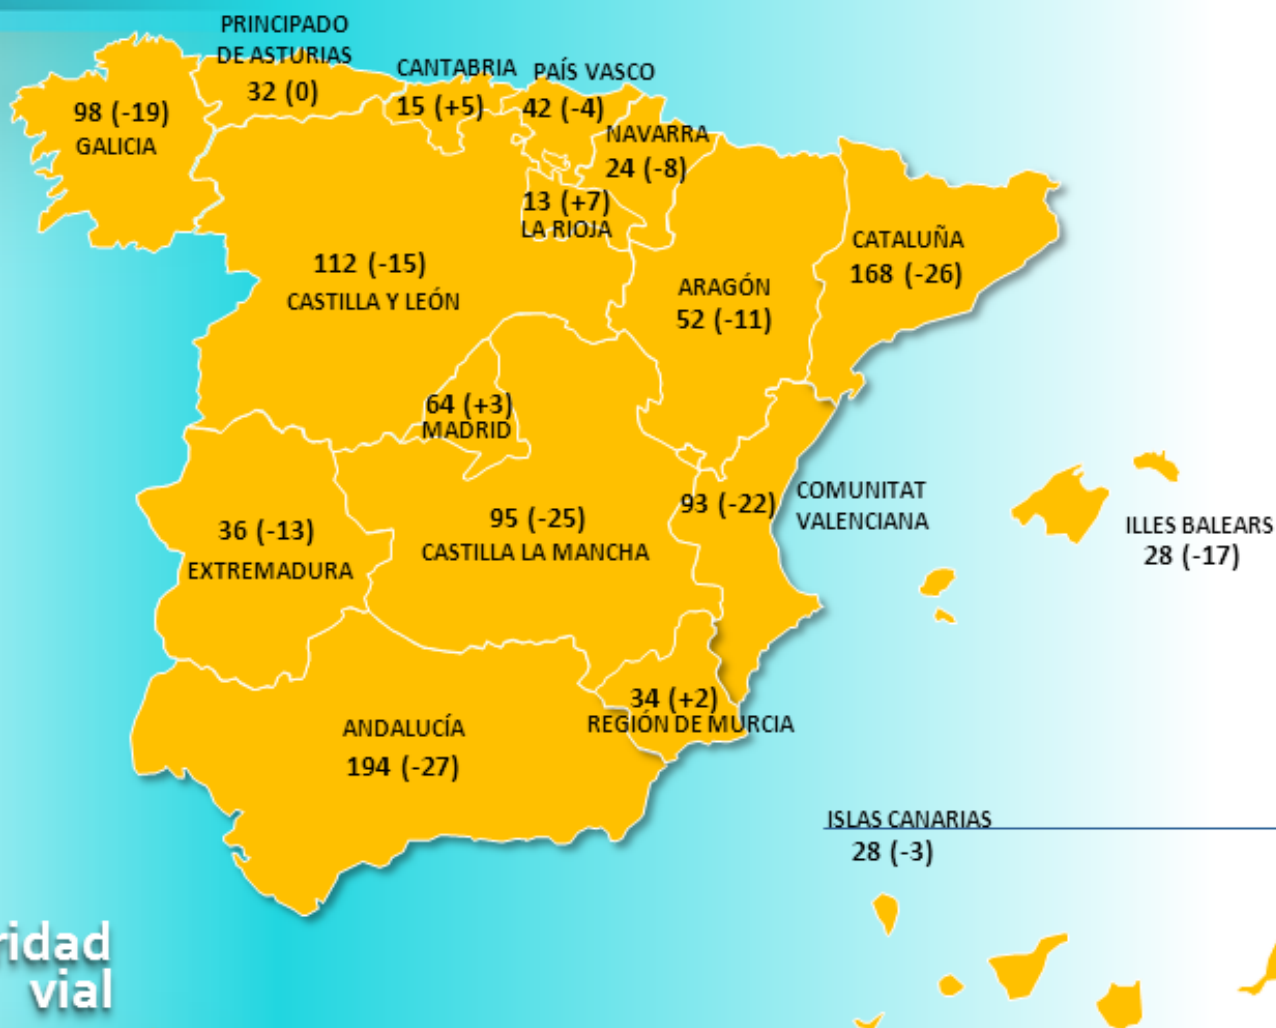 PRINCIPADO
DE ASTURIAS
32 (0)
CANTABRIA
15 (+5)
PAÍS VASCO
42 (-4)
98 (-19)
GALICIA
NAVARRA
24 (-8)
13 (+7)
LA RIOJA
112 (-15)
CASTILLA Y LEÓN
ARAGÓN
52 (-11)
CATALUÑA
168 (-26)
64 (+3)
MADRID
36 (-13)
EXTREMADURA
95 (-25)
CASTILLA LA MANCHA
93 (-22)
COMUNITAT
VALENCIANA
ILLES BALEARS
28 (-17)
ANDALUCÍA
194 (-27)
34 (+2)
REGIÓN DE MURCIA
ISLAS CANARIAS
28 (-3)
ridad
vial